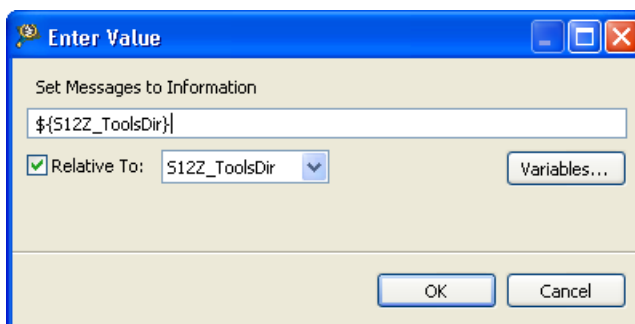 Enter Value
Set Messages to Information
${S12Z_ToolsDir}
Relative To: S12Z_ToolsDir Variables...
OK Cancel